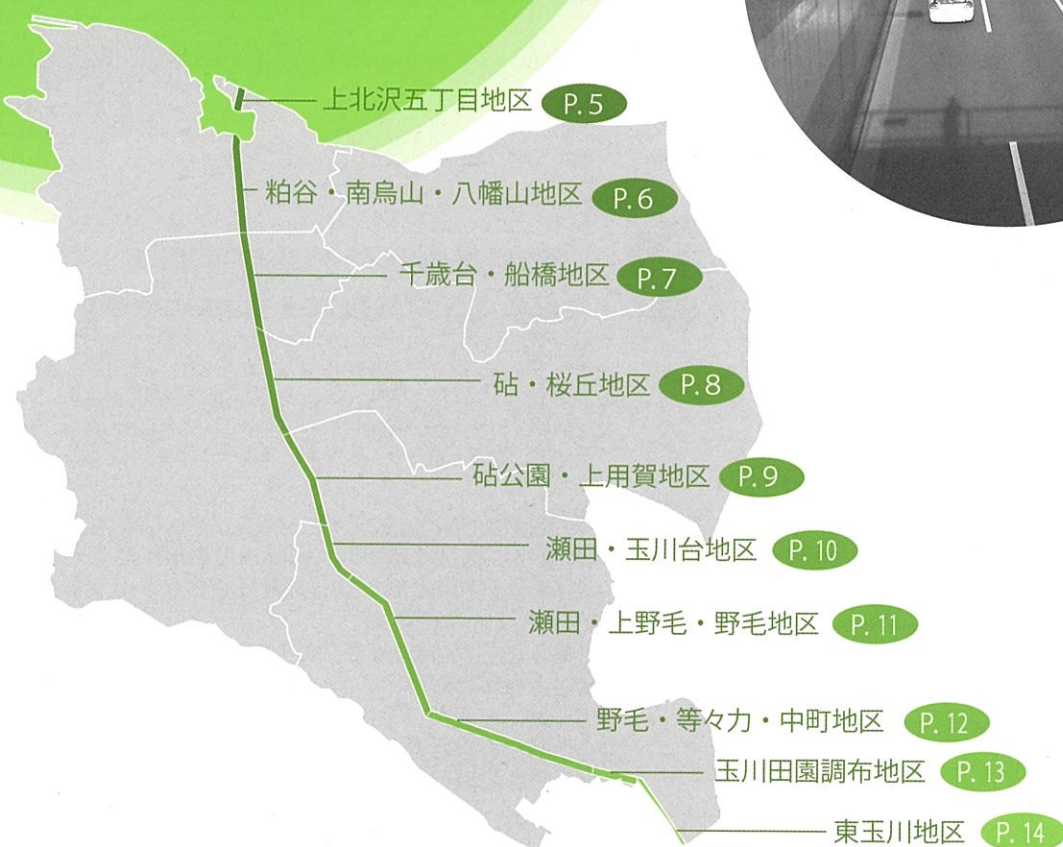 上北沢五丁目地区 P.5
粕谷・南烏山・八幡山地区 P.6
千歳台・船橋地区 P.7
砧・桜丘地区 P.8
砧公園・上用賀地区 P.9
瀬田・玉川台地区 P.10
瀬田・上野毛・野毛地区 P.11
野毛・等々力・中町地区 P.12
玉川田園調布地区 P.13
東玉川地区 P.14